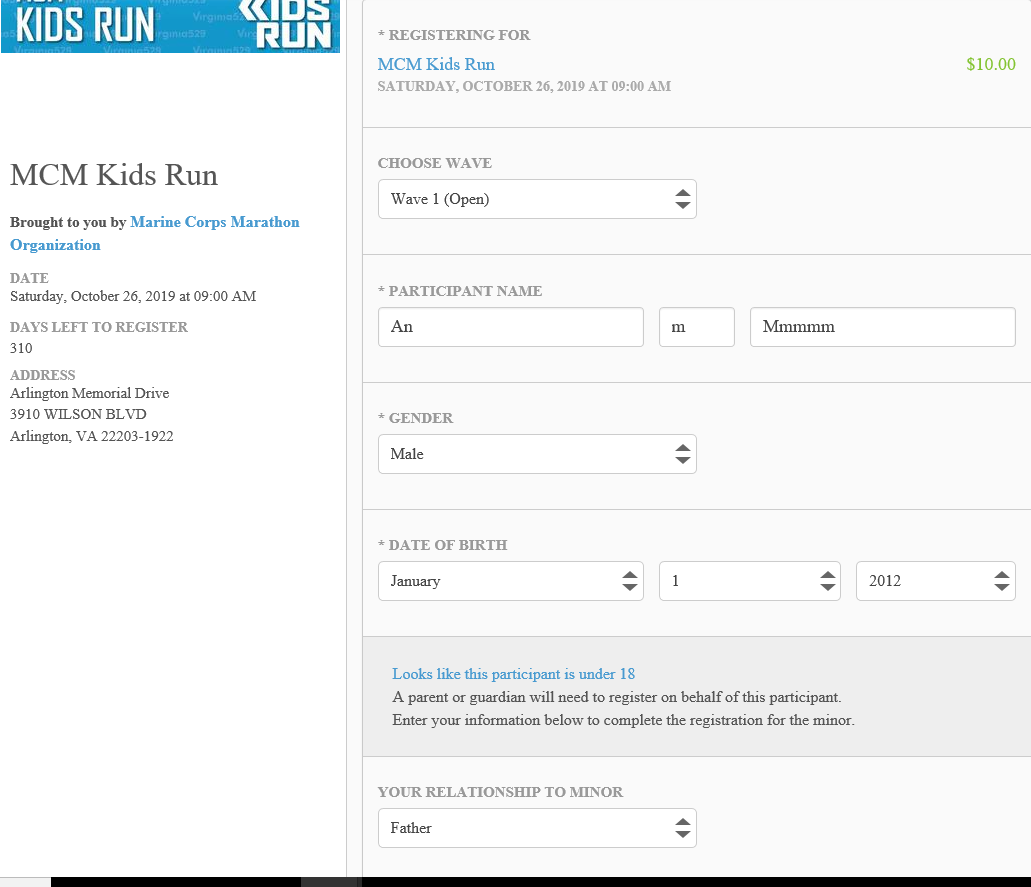 KIDS RUN
KIDS
RUN
MCM Kids Run
Brought to you by Marine Corps Marathon
Organization
DATE
Saturday, October 26, 2019 at 09:00 AM
DAYS LEFT TO REGISTER
310
ADDRESS
Arlington Memorial Drive
3910 WILSON BLVD
Arlington, VA 22203-1922
* REGISTERING FOR
MCM Kids Run $10.00
SATURDAY, OCTOBER 26, 2019 AT 09:00 AM
CHOOSE WAVE
Wave 1 (Open)
* PARTICIPANT NAME
An m Mmmmm
* GENDER
Male
* DATE OF BIRTH
January 1 2012
Looks like this participant is under 18
A parent or guardian will need to register on behalf of this participant.
Enter your information below to complete the registration for the minor.
YOUR RELATIONSHIP TO MINOR
Father